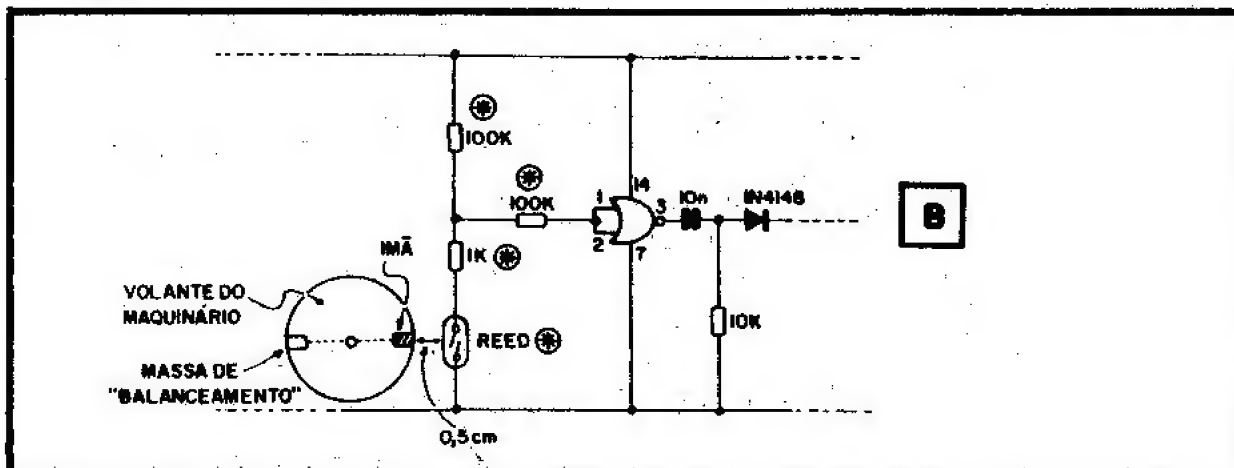 100K
100K
1
2
14
3
7
10n
1N4148
B
1K
IMÃ
VOLANTE DO
MAQUINÁRIO
REED
10K
MASSA DE
"BALANCEAMENTO"
0,5cm